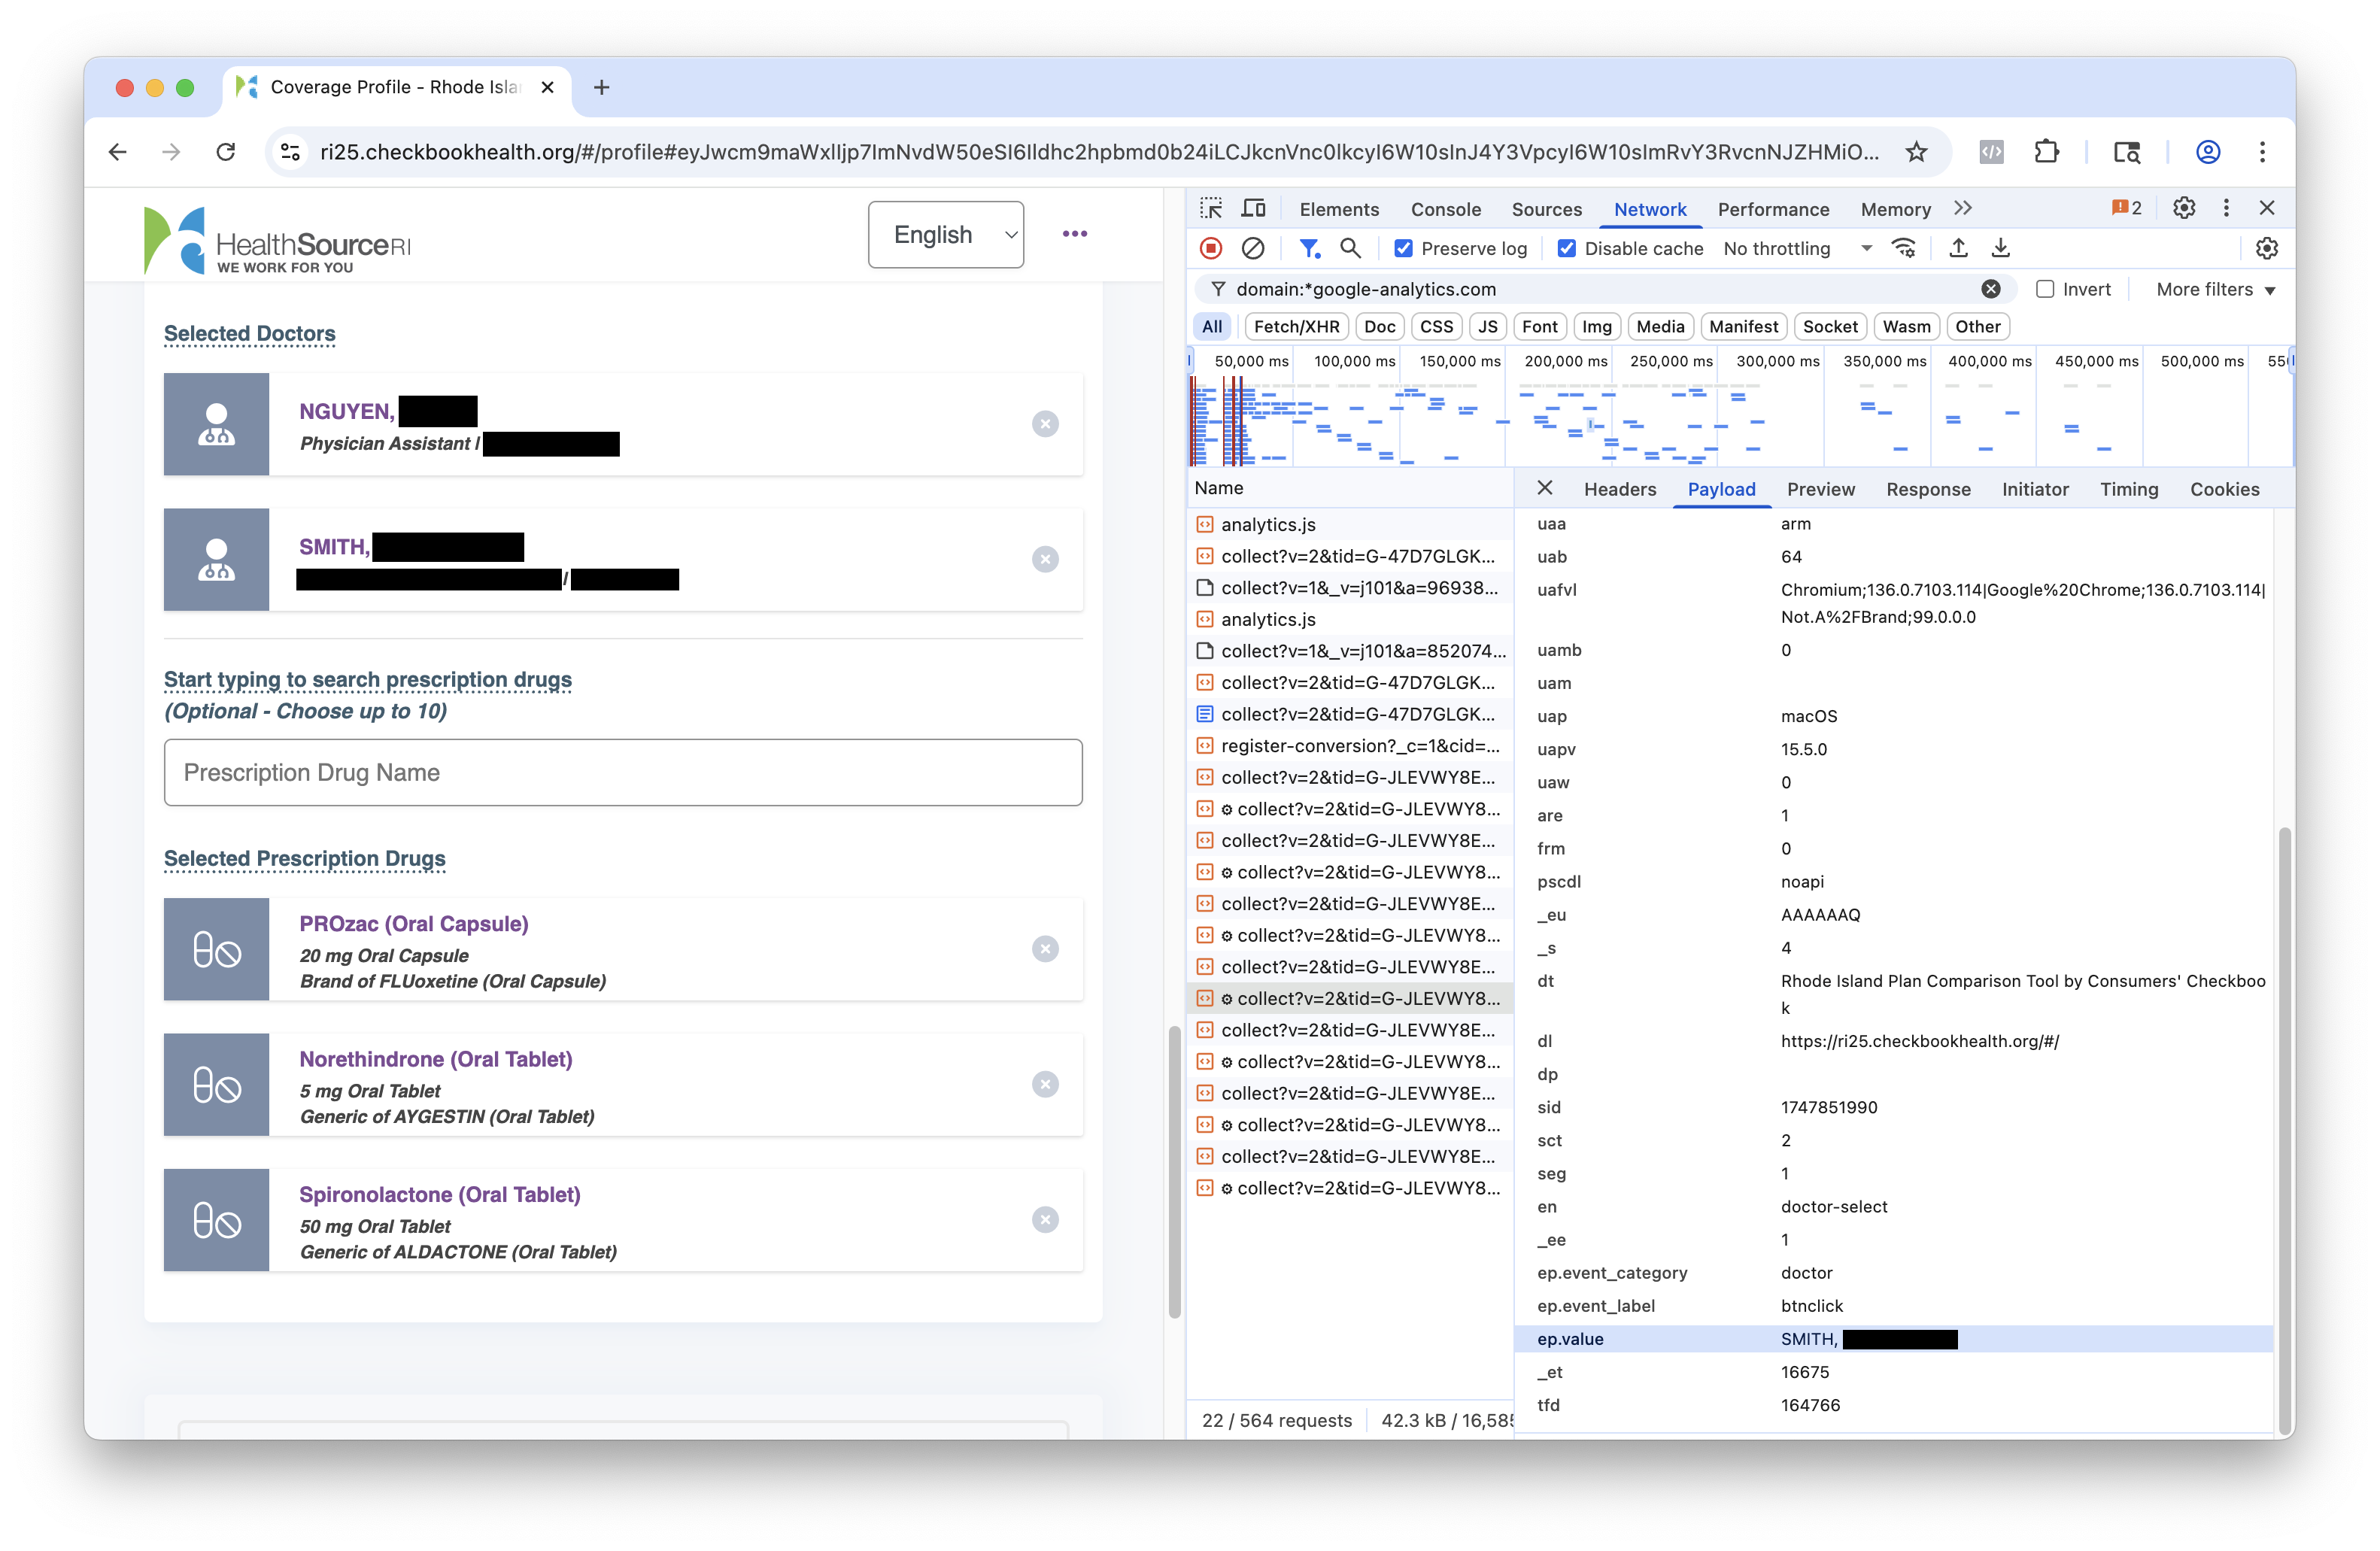 Coverage Profile - Rhode Isla
ri25.checkbookhealth.org/#/profile#eyJwcm9maWxlIjp7ImNvdW50eSI6Ildhc2hpbmd0b24iLCJkcnVnc0lkcyI6W10sInJ4Y3VpcyI6W10sImRvY3RvcnNJZHMiO...
HealthSourceRI
WE WORK FOR YOU
English
Selected Doctors
NGUYEN,
Physician Assistant /
SMITH,
/
Start typing to search prescription drugs
(Optional - Choose up to 10)
Prescription Drug Name
Selected Prescription Drugs
PROzac (Oral Capsule)
20 mg Oral Capsule
Brand of FLUoxetine (Oral Capsule)
Norethindrone (Oral Tablet)
5 mg Oral Tablet
Generic of AYGESTIN (Oral Tablet)
Spironolactone (Oral Tablet)
50 mg Oral Tablet
Generic of ALDACTONE (Oral Tablet)
Elements Console Sources Network Performance Memory 2
Preserve log Disable cache No throttling
domain:*google-analytics.com Invert More filters
All Fetch/XHR Doc CSS JS Font Img Media Manifest Socket Wasm Other
50,000 ms 100,000 ms 150,000 ms 200,000 ms 250,000 ms 300,000 ms 350,000 ms 400,000 ms 450,000 ms 500,000 ms 550
Name
analytics.js
collect?v=2&tid=G-47D7GLGK...
collect?v=1&_v=j101&a=96938...
analytics.js
collect?v=1&_v=j101&a=852074...
collect?v=2&tid=G-47D7GLGK...
collect?v=2&tid=G-47D7GLGK...
register-conversion?_c=1&cid=...
collect?v=2&tid=G-JLEVWY8E...
collect?v=2&tid=G-JLEVWY8...
collect?v=2&tid=G-JLEVWY8E...
collect?v=2&tid=G-JLEVWY8...
collect?v=2&tid=G-JLEVWY8E...
collect?v=2&tid=G-JLEVWY8...
collect?v=2&tid=G-JLEVWY8E...
collect?v=2&tid=G-JLEVWY8...
collect?v=2&tid=G-JLEVWY8E...
collect?v=2&tid=G-JLEVWY8...
collect?v=2&tid=G-JLEVWY8E...
collect?v=2&tid=G-JLEVWY8...
collect?v=2&tid=G-JLEVWY8E...
collect?v=2&tid=G-JLEVWY8...
22 / 564 requests 42.3 kB / 16,585
Headers Payload Preview Response Initiator Timing Cookies
uaa arm
uab 64
uafvl Chromium;136.0.7103.114|Google%20Chrome;136.0.7103.114|
Not.A%2FBrand;99.0.0.0
uamb 0
uam
uap macOS
uapv 15.5.0
uaw 0
are 1
frm 0
pscdl noapi
_eu AAAAAAQ
_s 4
dt Rhode Island Plan Comparison Tool by Consumers' Checkboo
k
dl https://ri25.checkbookhealth.org/#/
dp
sid 1747851990
sct 2
seg 1
en doctor-select
_ee 1
ep.event_category doctor
ep.event_label btnclick
ep.value SMITH,
_et 16675
tfd 164766